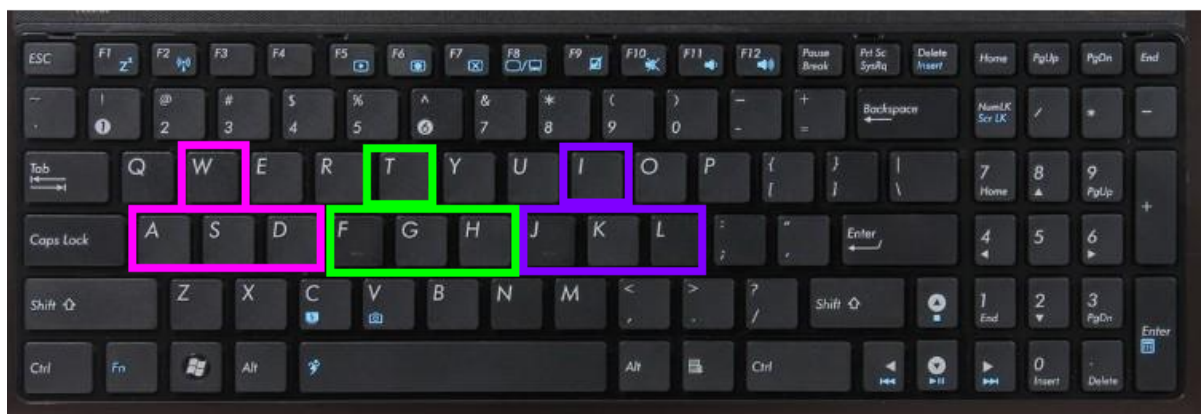 ESC F1 zᶻ F2 F3 F4 F5 F6 F7 F8 F9 F10 F11 F12 Pause Break Prt Sc SysRq Delete Insert Home PgUp PgDn End
~ ! 1 @ 2 # 3 $ 4 % 5 ^ 6 & 7 * 8 ( 9 ) 0 _ - + = Backspace NumLK Scr LK / * -
Tab Q W E R T Y U I O P { [ } ] | \ 7 Home 8 9 PgUp +
Caps Lock A S D F G H J K L : ; " ' Enter 4 5 6
Shift Z X C V B N M < , > . ? / Shift 1 End 2 3 PgDn Enter
Ctrl Fn Alt Alt Ctrl 0 Insert . Delete